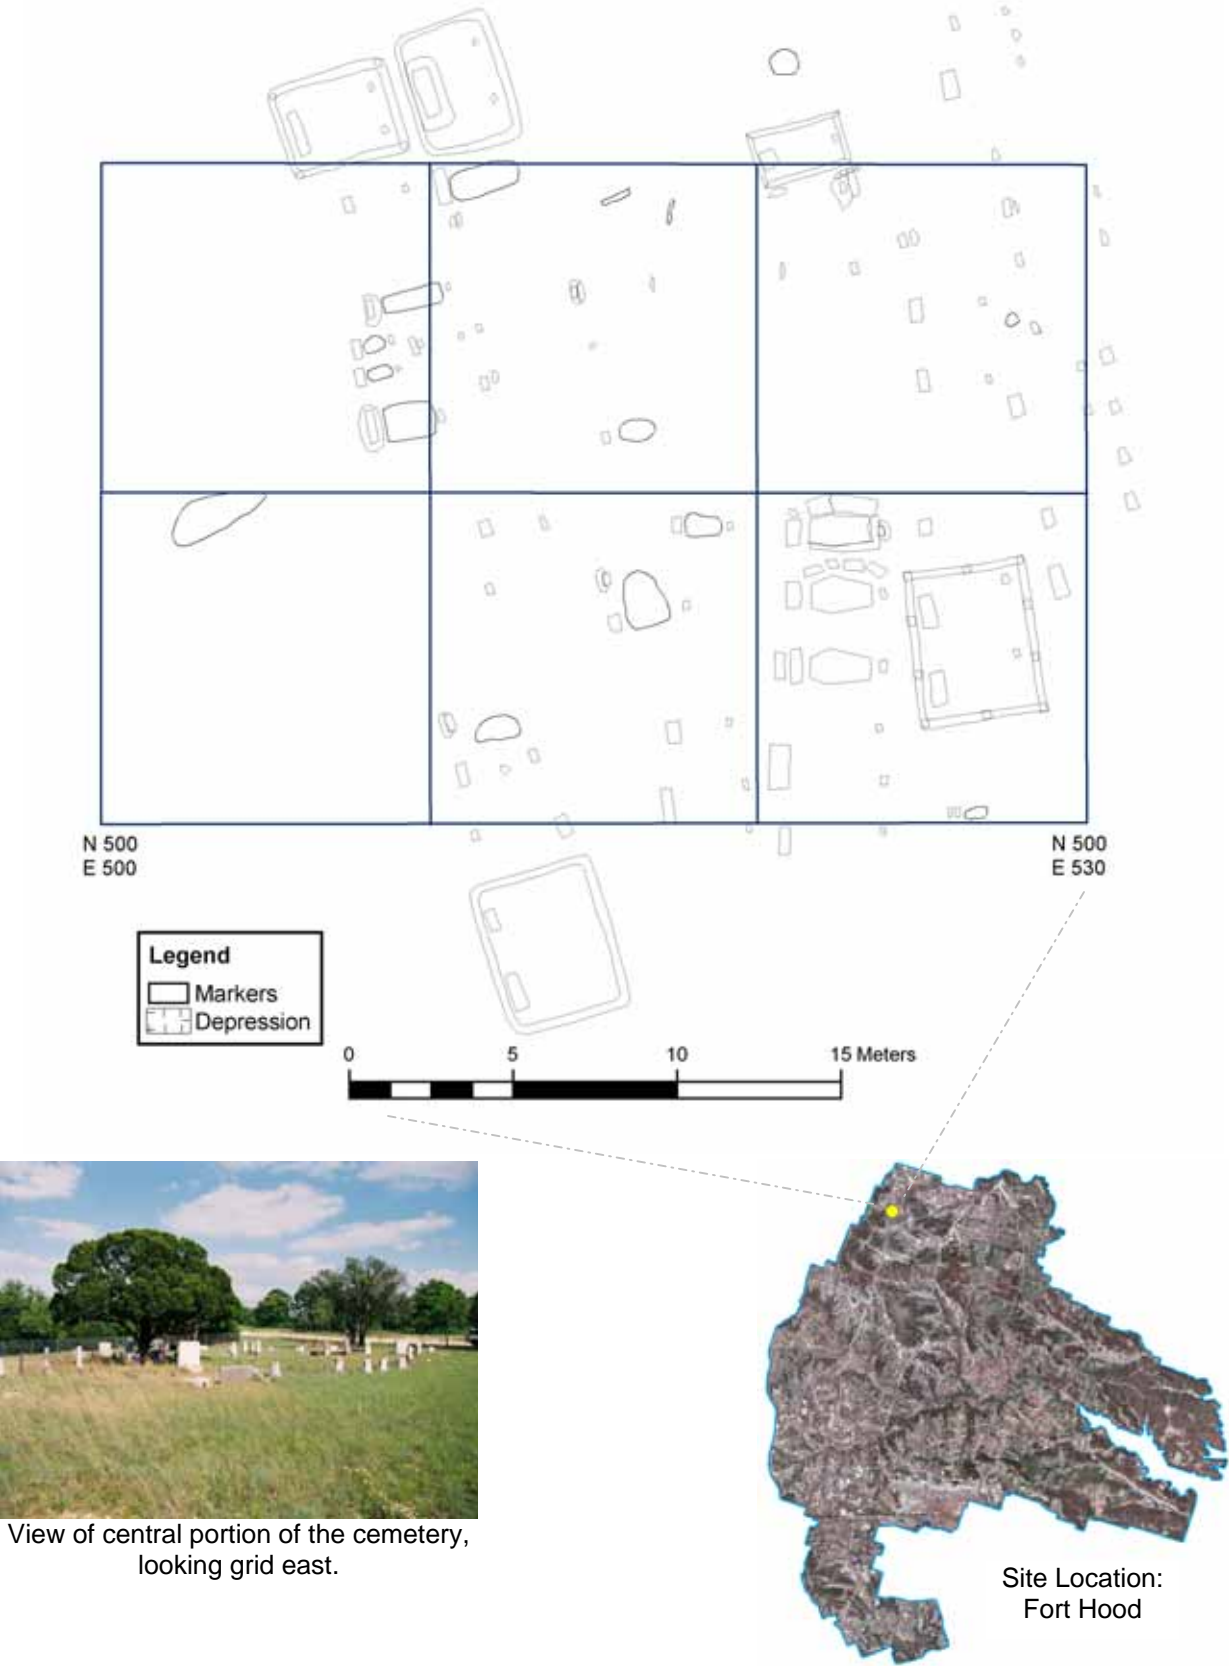 N 500
E 500
N 500
E 530
Legend
Markers
Depression
0 5 10 15 Meters
View of central portion of the cemetery,
looking grid east.
Site Location:
Fort Hood